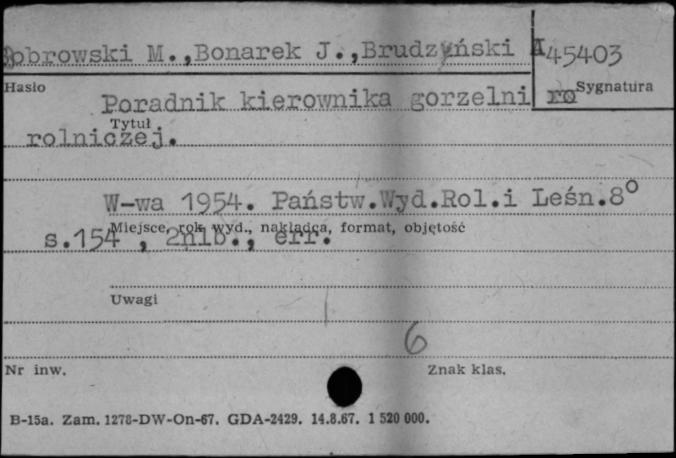 Bobrowski M.,Bonarek J.,Brudzyński A
45403
Hasło
Sygnatura
Poradnik kierownika gorzelni ro
Tytuł
rolniczej.
W-wa 1954. Państw.Wyd.Rol.i Leśn.8°
Miejsce, rok wyd., nakładca, format, objętość
s.154 , 2nlb., err.
Uwagi
6
Nr inw.
Znak klas.
B-15a. Zam. 1278-DW-On-67. GDA-2429. 14.8.67. 1 520 000.